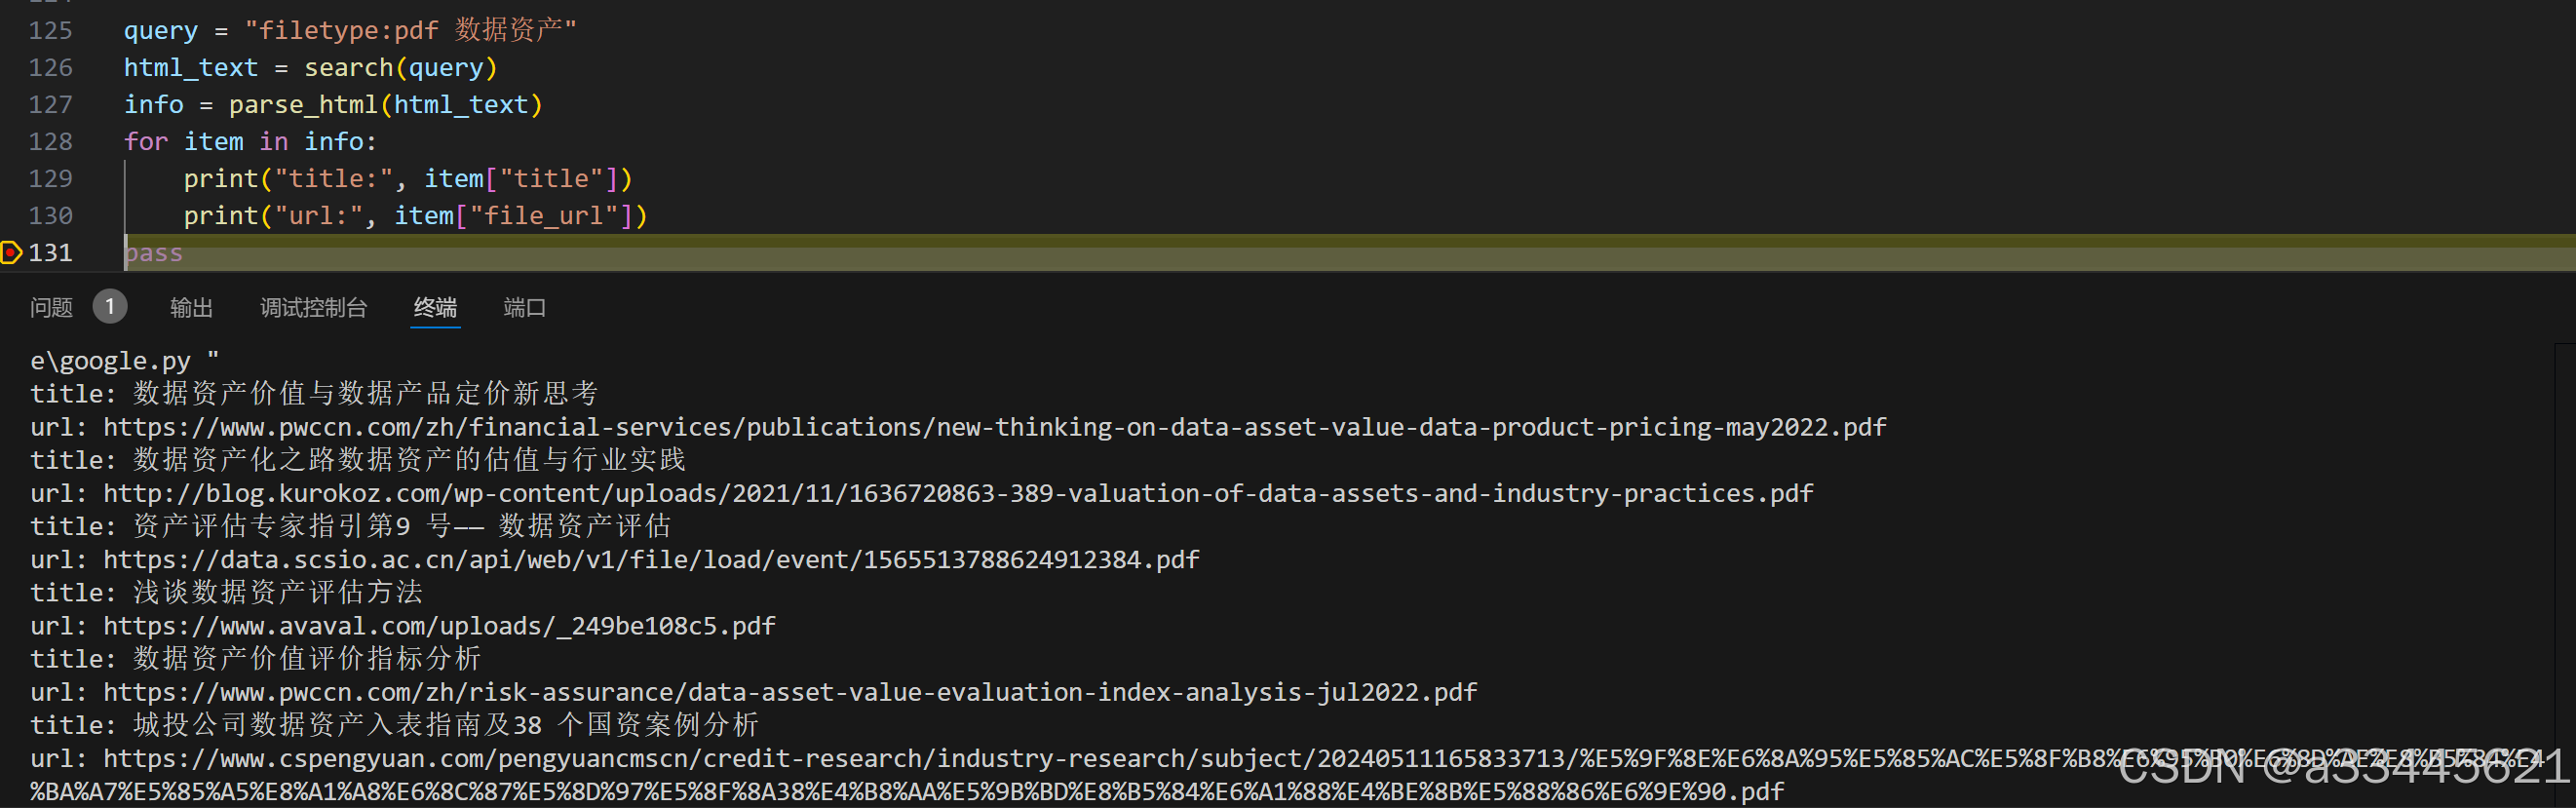 125 query = "filetype:pdf 数据资产"
126 html_text = search(query)
127 info = parse_html(html_text)
128 for item in info:
129 print("title:", item["title"])
130 print("url:", item["file_url"])
131 pass
问题 1 输出 调试控制台 终端 端口
e\google.py "
title: 数据资产价值与数据产品定价新思考
url: https://www.pwccn.com/zh/financial-services/publications/new-thinking-on-data-asset-value-data-product-pricing-may2022.pdf
title: 数据资产化之路数据资产的估值与行业实践
url: http://blog.kurokoz.com/wp-content/uploads/2021/11/1636720863-389-valuation-of-data-assets-and-industry-practices.pdf
title: 资产评估专家指引第9 号—— 数据资产评估
url: https://data.scsio.ac.cn/api/web/v1/file/load/event/1565513788624912384.pdf
title: 浅谈数据资产评估方法
url: https://www.avaval.com/uploads/_249be108c5.pdf
title: 数据资产价值评价指标分析
url: https://www.pwccn.com/zh/risk-assurance/data-asset-value-evaluation-index-analysis-jul2022.pdf
title: 城投公司数据资产入表指南及38 个国资案例分析
url: https://www.cspengyuan.com/pengyuancmscn/credit-research/industry-research/subject/20240511165833713/%E5%9F%8E%E6%8A%95%E5%85%AC%E5%8F%B8%E6%95%B0%E6%8D%AE%E8%B5%84%E4
%BA%A7%E5%85%A5%E8%A1%A8%E6%8C%87%E5%8D%97%E5%8F%8A38%E4%B8%AA%E5%9B%BD%E8%B5%84%E6%A1%88%E4%BE%8B%E5%88%86%E6%9E%90.pdf
CSDN @a33445621